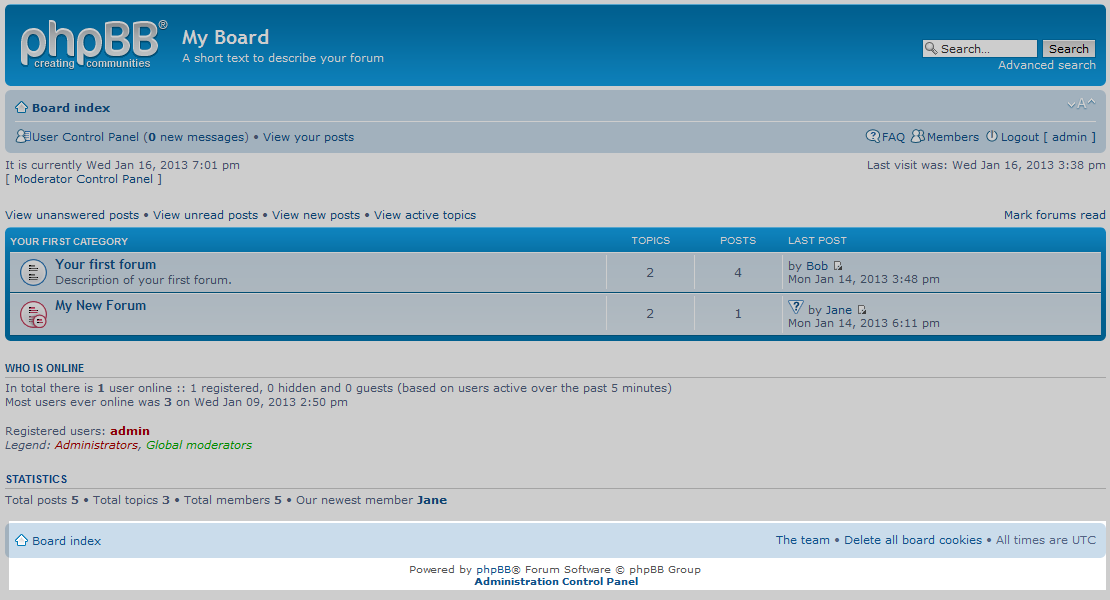 phpBB®
creating communities
My Board
A short text to describe your forum
Search...
Search
Advanced search
Board index
A
User Control Panel (0 new messages) • View your posts
FAQ Members Logout [ admin ]
It is currently Wed Jan 16, 2013 7:01 pm
Last visit was: Wed Jan 16, 2013 3:38 pm
[ Moderator Control Panel ]
View unanswered posts • View unread posts • View new posts • View active topics
Mark forums read
YOUR FIRST CATEGORY TOPICS POSTS LAST POST
Your first forum
Description of your first forum.
2
4
by Bob
Mon Jan 14, 2013 3:48 pm
My New Forum
2
1
? by Jane
Mon Jan 14, 2013 6:11 pm
WHO IS ONLINE
In total there is 1 user online :: 1 registered, 0 hidden and 0 guests (based on users active over the past 5 minutes)
Most users ever online was 3 on Wed Jan 09, 2013 2:50 pm
Registered users: admin
Legend: Administrators, Global moderators
STATISTICS
Total posts 5 • Total topics 3 • Total members 5 • Our newest member Jane
Board index
The team • Delete all board cookies • All times are UTC
Powered by phpBB® Forum Software © phpBB Group
Administration Control Panel